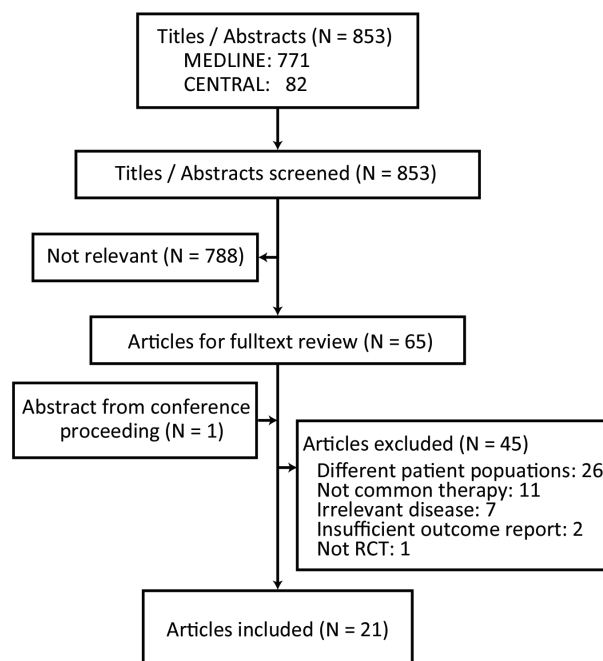 Titles / Abstracts (N = 853)
MEDLINE: 771
CENTRAL: 82
Titles / Abstracts screened (N = 853)
Not relevant (N = 788)
Articles for fulltext review (N = 65)
Abstract from conference
proceeding (N = 1)
Articles excluded (N = 45)
Different patient popuations: 26
Not common therapy: 11
Irrelevant disease: 7
Insufficient outcome report: 2
Not RCT: 1
Articles included (N = 21)